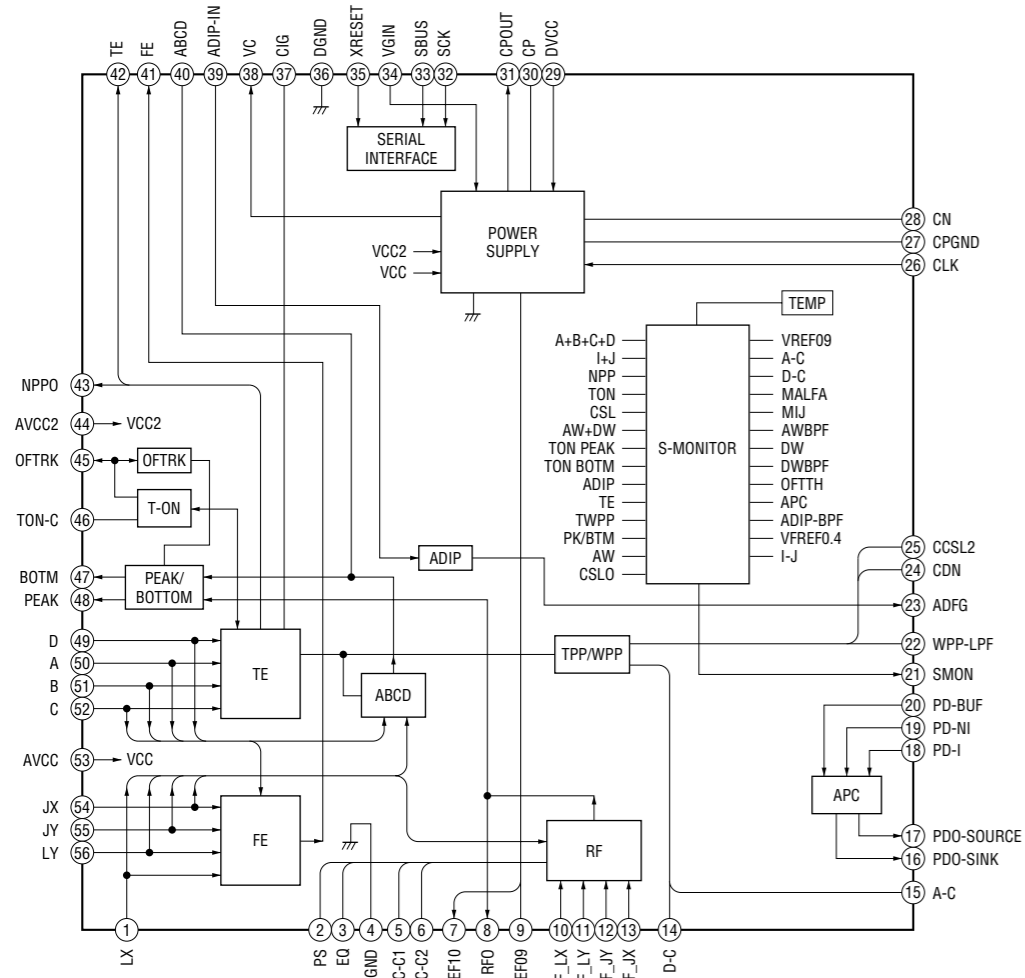 TE
FE
ABCD
ADIP-IN
VC
CIG
DGND
XRESET
VGIN
SBUS
SCK
CPOUT
CP
DVCC
42
41
40
39
38
37
36
35
34
33
32
31
30
29
SERIAL
INTERFACE
POWER
SUPPLY
VCC2
VCC
28 CN
27 CPGND
26 CLK
TEMP
A+B+C+D
I+J
NPP
TON
CSL
AW+DW
TON PEAK
TON BOTM
ADIP
TE
TWPP
PK/BTM
AW
CSLO
S-MONITOR
VREF09
A-C
D-C
MALFA
MIJ
AWBPF
DW
DWBPF
OFTTH
APC
ADIP-BPF
VFREF0.4
I-J
NPPO 43
AVCC2 44 VCC2
OFTRK 45 OFTRK
TON-C 46 T-ON
BOTM 47
PEAK 48
PEAK/
BOTTOM
ADIP
25 CCSL2
24 CDN
23 ADFG
22 WPP-LPF
21 SMON
20 PD-BUF
19 PD-NI
18 PD-I
D 49
A 50
B 51
C 52
TE
ABCD
TPP/WPP
AVCC 53 VCC
JX 54
JY 55
LY 56
FE
RF
APC
17 PDO-SOURCE
16 PDO-SINK
15 A-C
1
2
3
4
5
6
7
8
9
10
11
12
13
14
LX
PS
EQ
GND
C-C1
C-C2
EF10
RFO
EF09
F_LX
F_LY
F_JY
F_JX
D-C